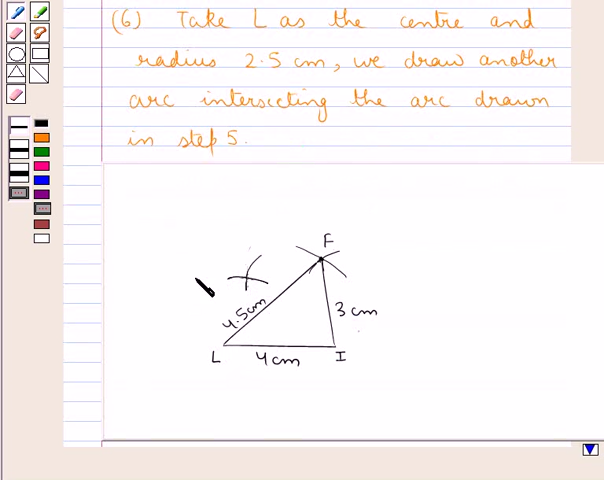 (6) Take L as the centre and
radius 2.5 cm, we draw another
arc intersecting the arc drawn
in step 5.
F
4.5cm
3 cm
L
4cm
I